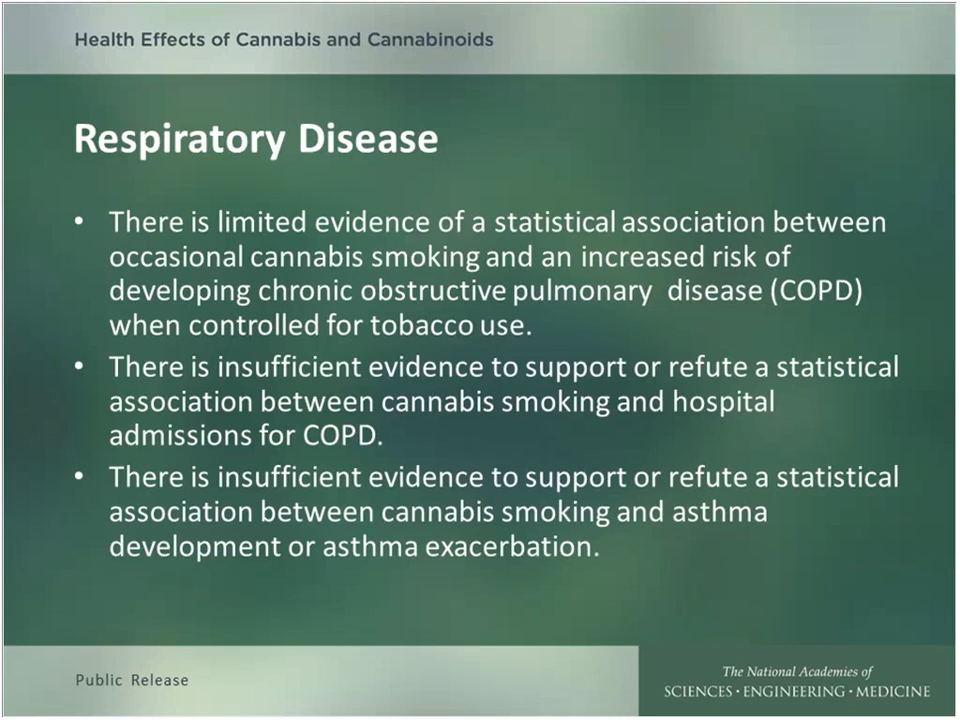 Health Effects of Cannabis and Cannabinoids
Respiratory Disease
• There is limited evidence of a statistical association between
occasional cannabis smoking and an increased risk of
developing chronic obstructive pulmonary disease (COPD)
when controlled for tobacco use.
• There is insufficient evidence to support or refute a statistical
association between cannabis smoking and hospital
admissions for COPD.
• There is insufficient evidence to support or refute a statistical
association between cannabis smoking and asthma
development or asthma exacerbation.
Public Release
The National Academies of
SCIENCES • ENGINEERING • MEDICINE